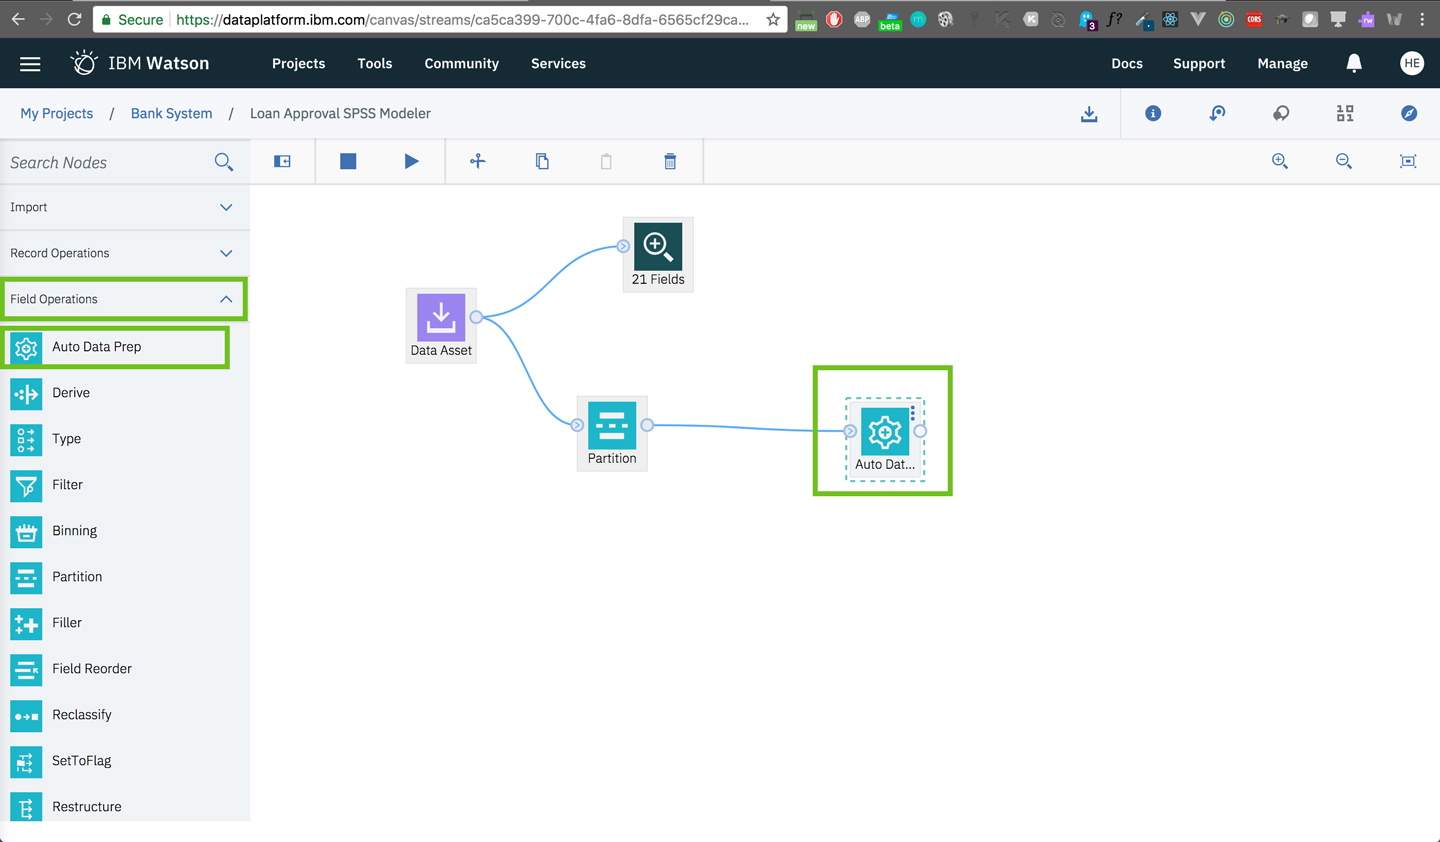 Secure https://dataplatform.ibm.com/canvas/streams/ca5ca399-700c-4fa6-8dfa-6565cf29ca...
new
ABP
beta
m
K
3
f?
CORS
rw
W
IBM Watson
Projects
Tools
Community
Services
Docs
Support
Manage
HE
My Projects / Bank System / Loan Approval SPSS Modeler
Search Nodes
Import
Record Operations
Field Operations
Auto Data Prep
Derive
Type
Filter
Binning
Partition
Filler
Field Reorder
Reclassify
SetToFlag
Restructure
21 Fields
Data Asset
Partition
Auto Dat...